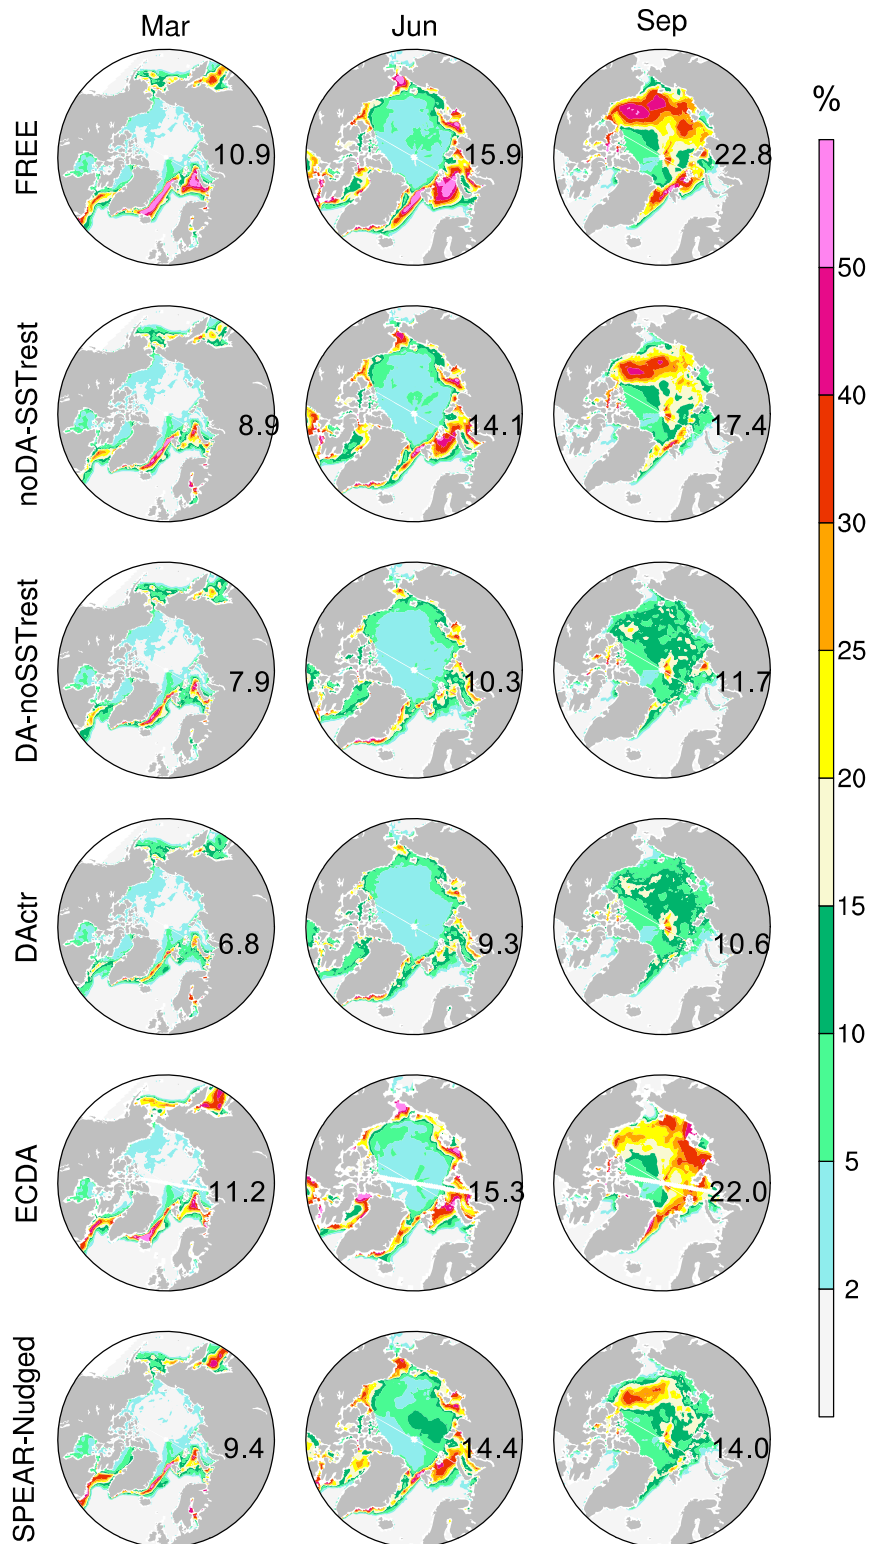 Mar Jun Sep
%
FREE 10.9 15.9 22.8
50
noDA-SSTrest 8.9 14.1 17.4
40
30
DA-noSSTrest 7.9 10.3 11.7
25
20
DActr 6.8 9.3 10.6
15
10
ECDA 11.2 15.3 22.0
5
2
SPEAR-Nudged 9.4 14.4 14.0